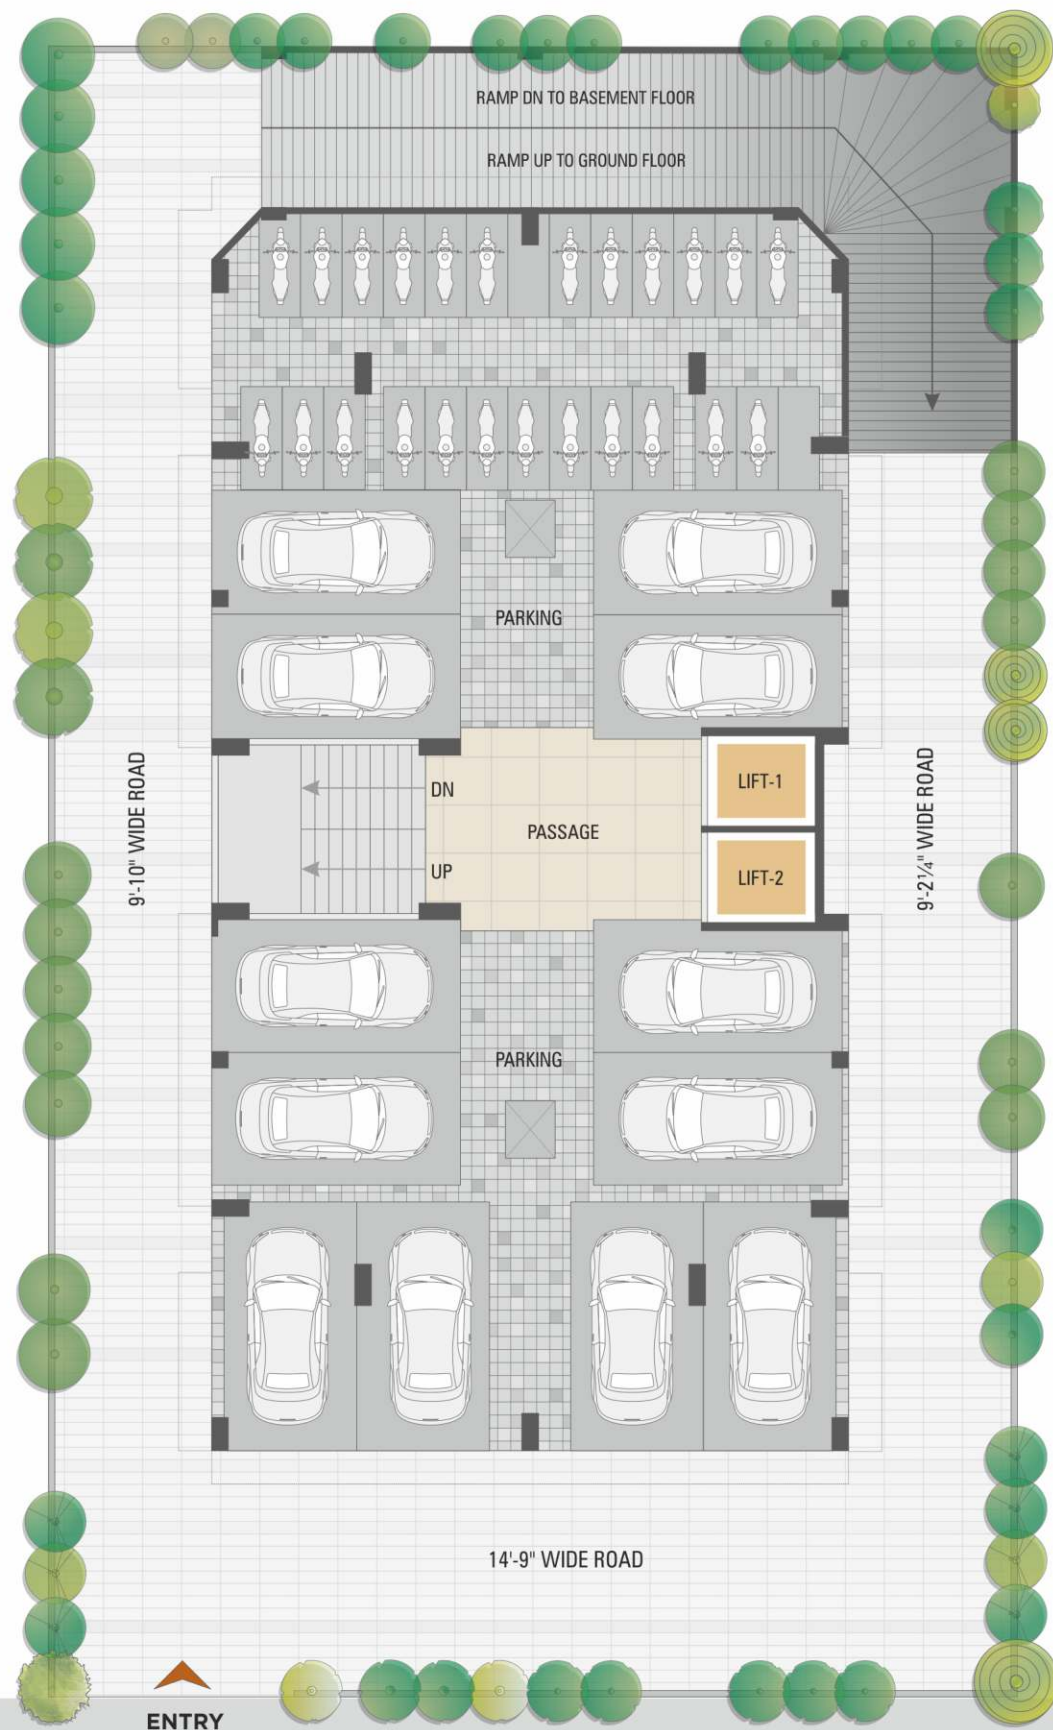 RAMP DN TO BASEMENT FLOOR
RAMP UP TO GROUND FLOOR
PARKING
9'-10" WIDE ROAD
DN
UP
PASSAGE
LIFT-1
LIFT-2
9'-2¼" WIDE ROAD
PARKING
14'-9" WIDE ROAD
ENTRY